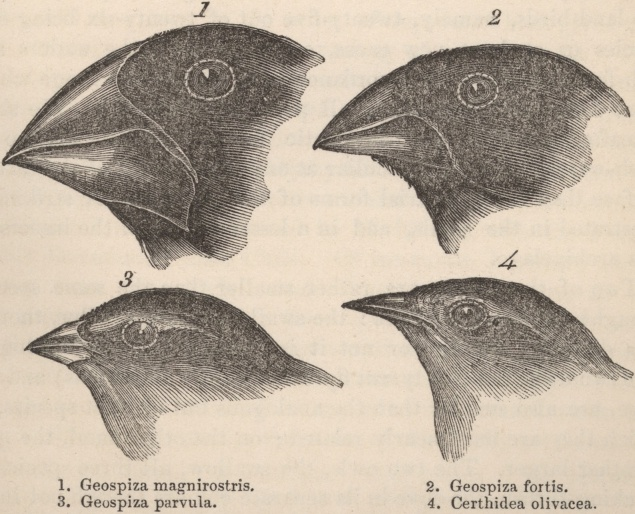 1
2
3
4
1. Geospiza magnirostris.
2. Geospiza fortis.
3. Geospiza parvula.
4. Certhidea olivacea.